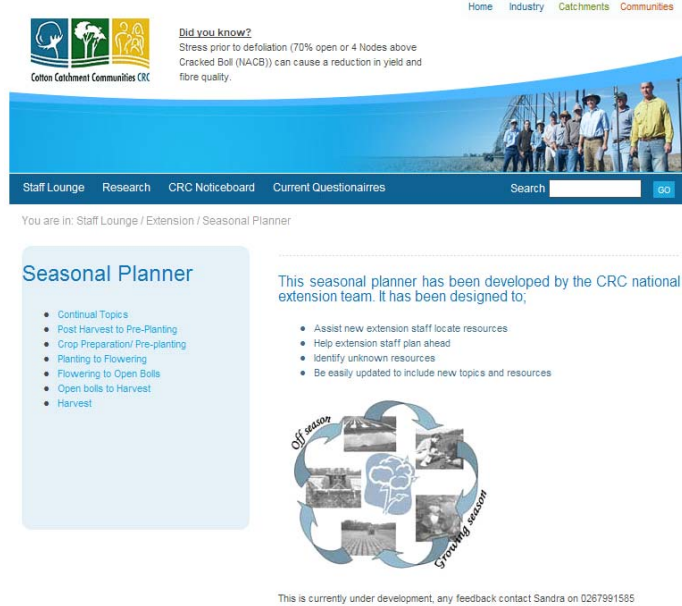 Home Industry Catchments Communities
Did you know?
Stress prior to defoliation (70% open or 4 Nodes above
Cracked Boll (NACB)) can cause a reduction in yield and
fibre quality.
Cotton Catchment Communities CRC
Staff Lounge Research CRC Noticeboard Current Questionairres Search GO
You are in: Staff Lounge / Extension / Seasonal Planner
Seasonal Planner
Continual Topics
Post Harvest to Pre-Planting
Crop Preparation/ Pre-planting
Planting to Flowering
Flowering to Open Bolls
Open bolls to Harvest
Harvest
This seasonal planner has been developed by the CRC national
extension team. It has been designed to;
Assist new extension staff locate resources
Help extension staff plan ahead
Identify unknown resources
Be easily updated to include new topics and resources
Off season
Growing season
This is currently under development, any feedback contact Sandra on 0267991585